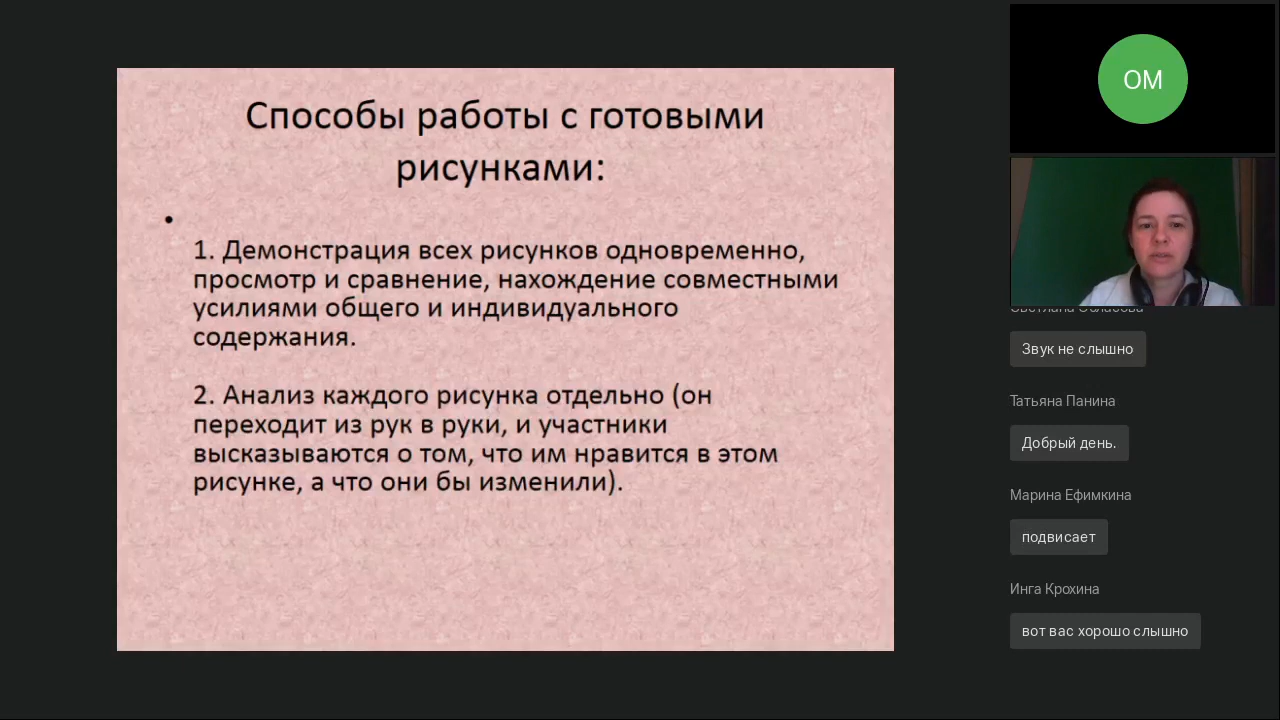 Способы работы с готовыми
рисунками:
•
1. Демонстрация всех рисунков одновременно,
просмотр и сравнение, нахождение совместными
усилиями общего и индивидуального
содержания.
2. Анализ каждого рисунка отдельно (он
переходит из рук в руки, и участники
высказываются о том, что им нравится в этом
рисунке, а что они бы изменили).
ОМ
Светлана
Звук не слышно
Татьяна Панина
Добрый день.
Марина Ефимкина
подвисает
Инга Крохина
вот вас хорошо слышно